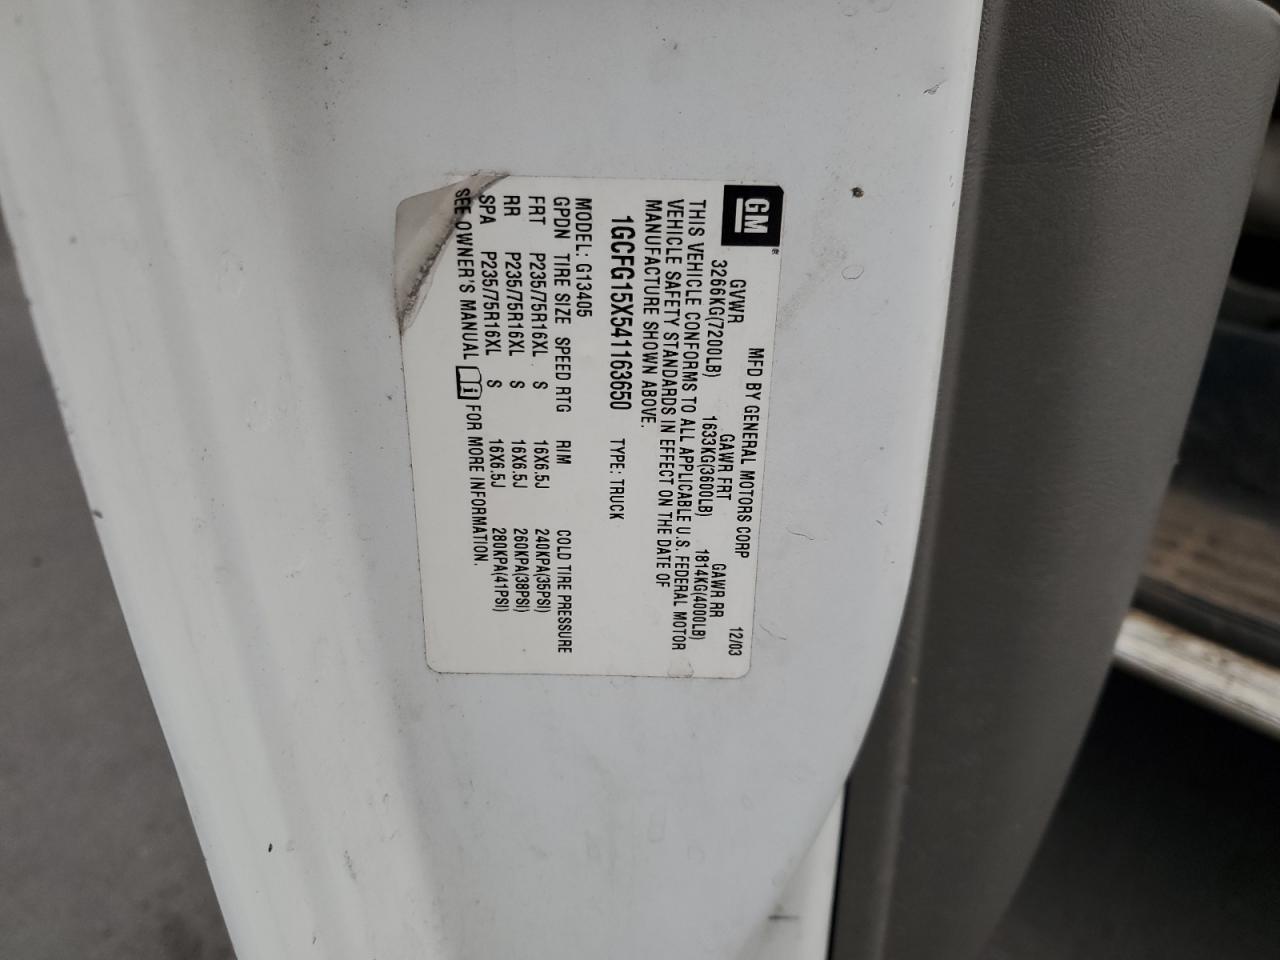 GM
MFD BY GENERAL MOTORS CORP 12/03
GVWR GAWR FRT GAWR RR
3266KG(7200LB) 1633KG(3600LB) 1814KG(4000LB)
THIS VEHICLE CONFORMS TO ALL APPLICABLE U.S. FEDERAL MOTOR
VEHICLE SAFETY STANDARDS IN EFFECT ON THE DATE OF
MANUFACTURE SHOWN ABOVE.
1GCFG15X541163650 TYPE: TRUCK
MODEL: G13405
GPDN TIRE SIZE SPEED RTG RIM COLD TIRE PRESSURE
FRT P235/75R16XL S 16X6.5J 240KPA(35PSI)
RR P235/75R16XL S 16X6.5J 260KPA(38PSI)
SPA P235/75R16XL S 16X6.5J 280KPA(41PSI)
SEE OWNER'S MANUAL FOR MORE INFORMATION.